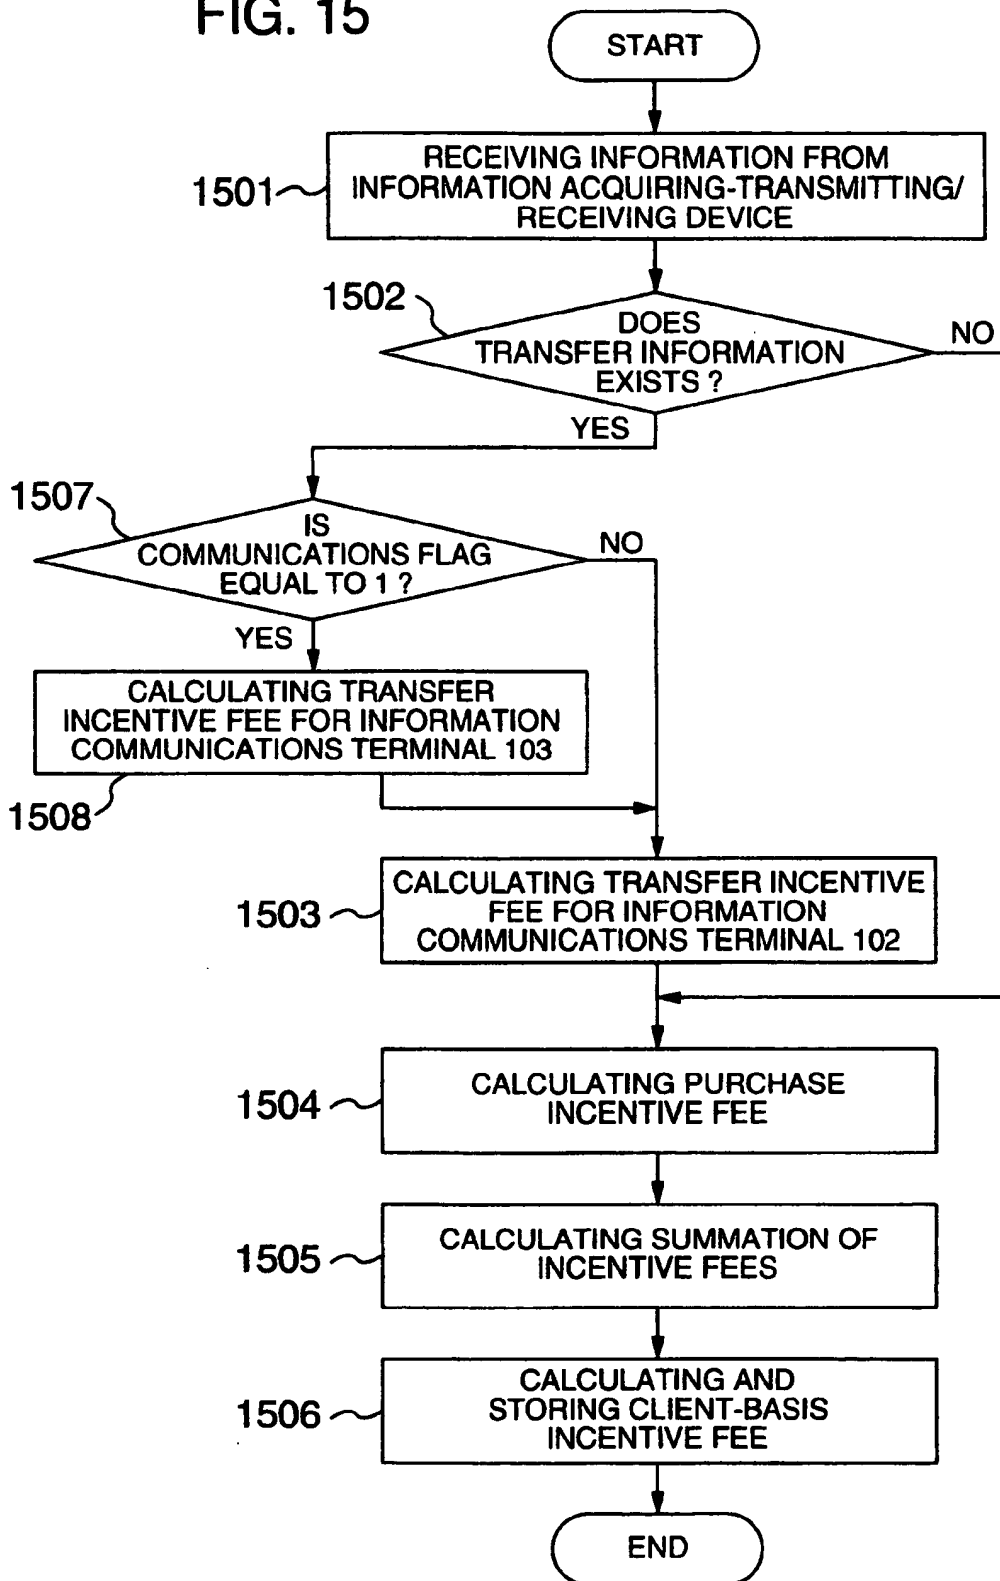 FIG. 15
START
1501
RECEIVING INFORMATION FROM
INFORMATION ACQUIRING-TRANSMITTING/
RECEIVING DEVICE
1502
DOES
TRANSFER INFORMATION
EXISTS ?
NO
YES
1507
IS
COMMUNICATIONS FLAG
EQUAL TO 1 ?
NO
YES
CALCULATING TRANSFER
INCENTIVE FEE FOR INFORMATION
COMMUNICATIONS TERMINAL 103
1508
1503
CALCULATING TRANSFER INCENTIVE
FEE FOR INFORMATION
COMMUNICATIONS TERMINAL 102
1504
CALCULATING PURCHASE
INCENTIVE FEE
1505
CALCULATING SUMMATION OF
INCENTIVE FEES
1506
CALCULATING AND
STORING CLIENT-BASIS
INCENTIVE FEE
END